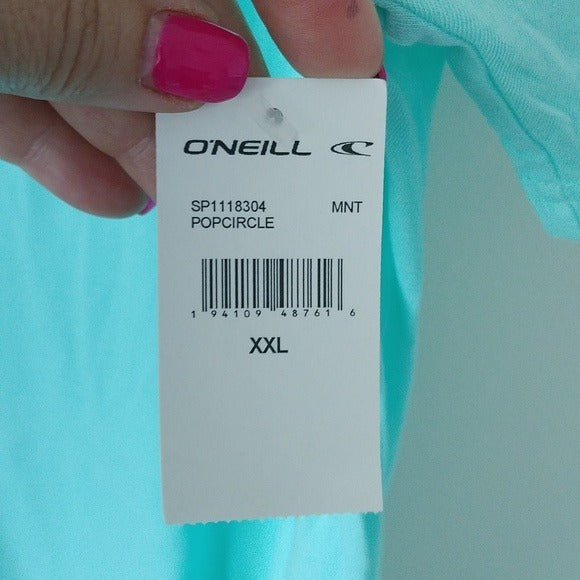 O'NEILL
SP1118304 MNT
POPCIRCLE
1 94109 48761 6
XXL